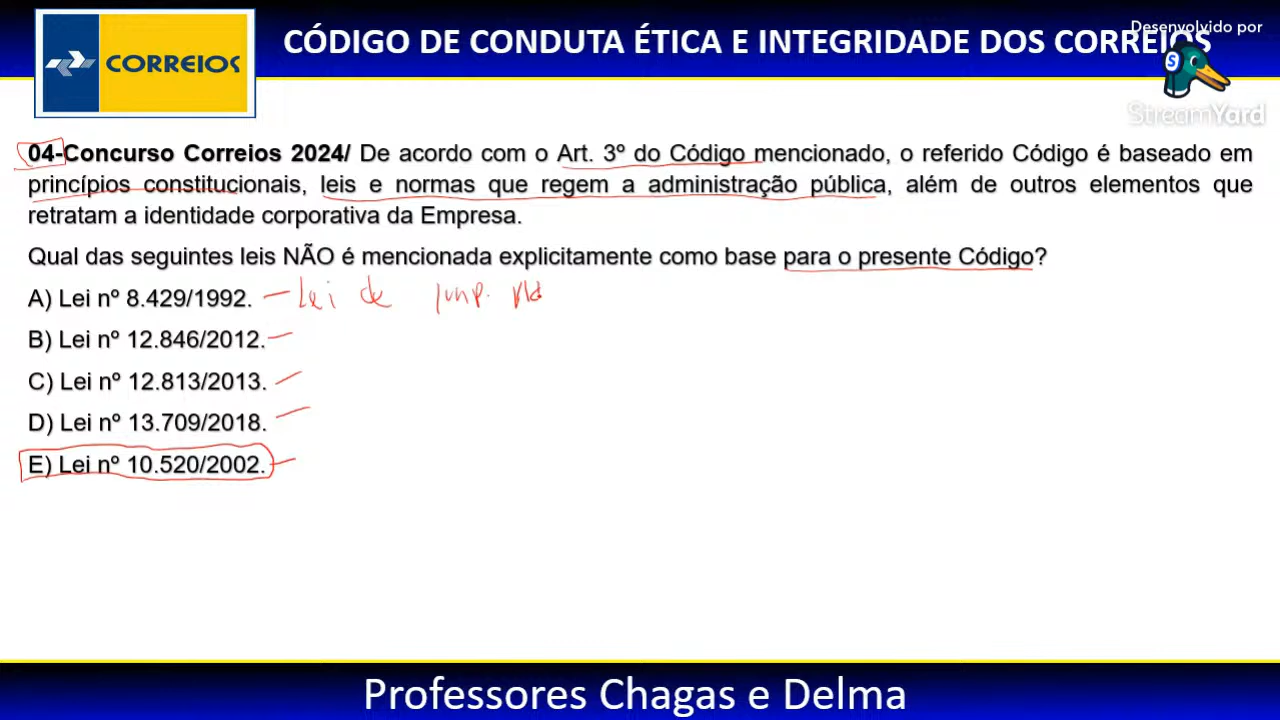 CORREIOS
CÓDIGO DE CONDUTA ÉTICA E INTEGRIDADE DOS CORREIOS
Desenvolvido por
StreamYard
04-Concurso Correios 2024/ De acordo com o Art. 3º do Código mencionado, o referido Código é baseado em
princípios constitucionais, leis e normas que regem a administração pública, além de outros elementos que
retratam a identidade corporativa da Empresa.
Qual das seguintes leis NÃO é mencionada explicitamente como base para o presente Código?
A) Lei nº 8.429/1992. Lei de
B) Lei nº 12.846/2012.
C) Lei nº 12.813/2013.
D) Lei nº 13.709/2018.
E) Lei nº 10.520/2002.
Professores Chagas e Delma